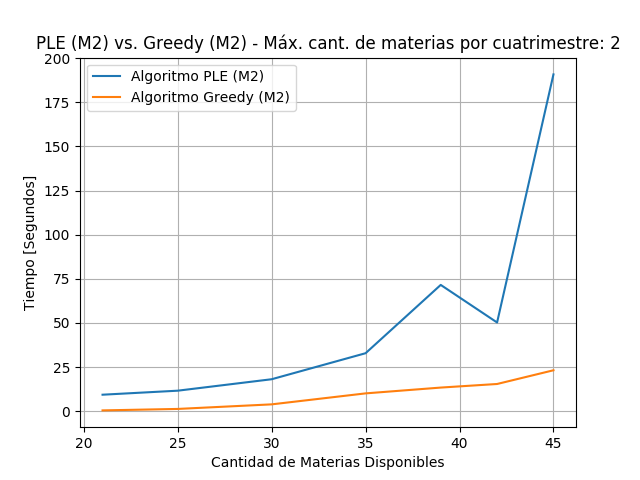 PLE (M2) vs. Greedy (M2) - Máx. cant. de materias por cuatrimestre: 2
Algoritmo PLE (M2)
Algoritmo Greedy (M2)
Tiempo [Segundos]
200
175
150
125
100
75
50
25
0
20 25 30 35 40 45
Cantidad de Materias Disponibles